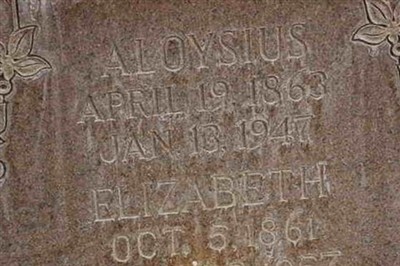 ALOYSIUS
APRIL 19, 1863
JAN 13, 1947
ELIZABETH
OCT. 5, 1861